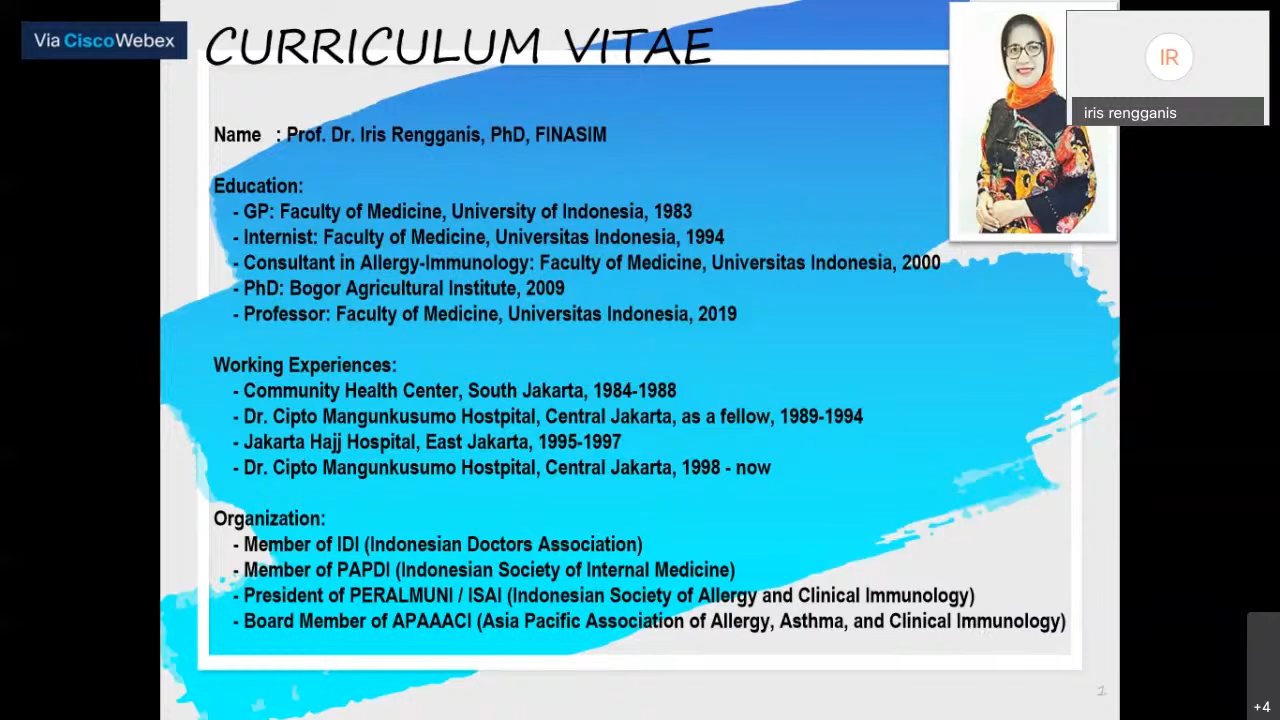 Via Cisco Webex
CURRICULUM VITAE
IR
iris rengganis
Name : Prof. Dr. Iris Rengganis, PhD, FINASIM
Education:
- GP: Faculty of Medicine, University of Indonesia, 1983
- Internist: Faculty of Medicine, Universitas Indonesia, 1994
- Consultant in Allergy-Immunology: Faculty of Medicine, Universitas Indonesia, 2000
- PhD: Bogor Agricultural Institute, 2009
- Professor: Faculty of Medicine, Universitas Indonesia, 2019
Working Experiences:
- Community Health Center, South Jakarta, 1984-1988
- Dr. Cipto Mangunkusumo Hostpital, Central Jakarta, as a fellow, 1989-1994
- Jakarta Hajj Hospital, East Jakarta, 1995-1997
- Dr. Cipto Mangunkusumo Hostpital, Central Jakarta, 1998 - now
Organization:
- Member of IDI (Indonesian Doctors Association)
- Member of PAPDI (Indonesian Society of Internal Medicine)
- President of PERALMUNI / ISAI (Indonesian Society of Allergy and Clinical Immunology)
- Board Member of APAAACI (Asia Pacific Association of Allergy, Asthma, and Clinical Immunology)
1
+4